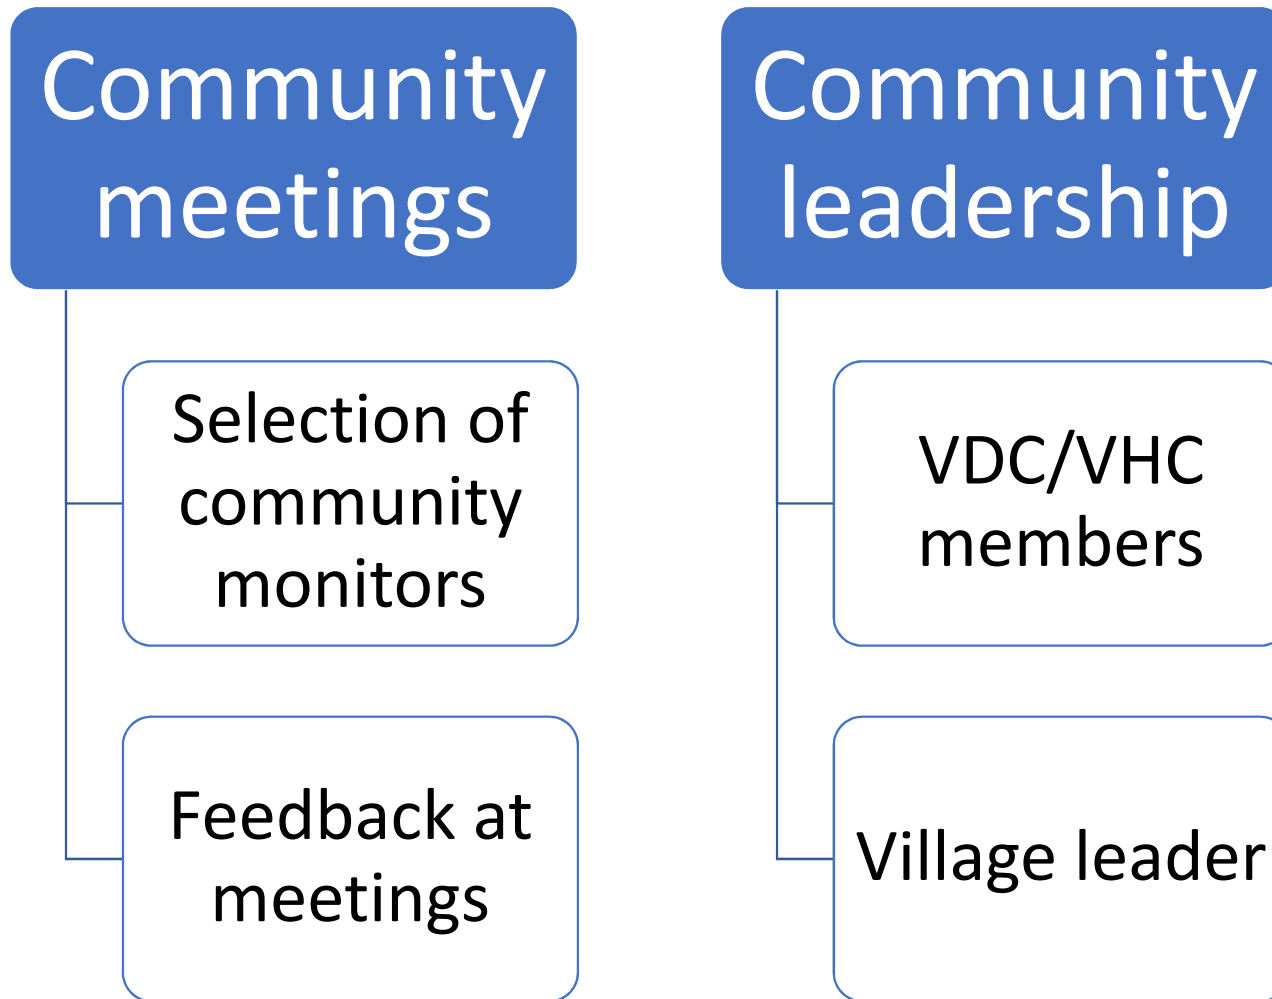 Community
meetings
Selection of
community
monitors
Feedback at
meetings
Community
leadership
VDC/VHC
members
Village leader